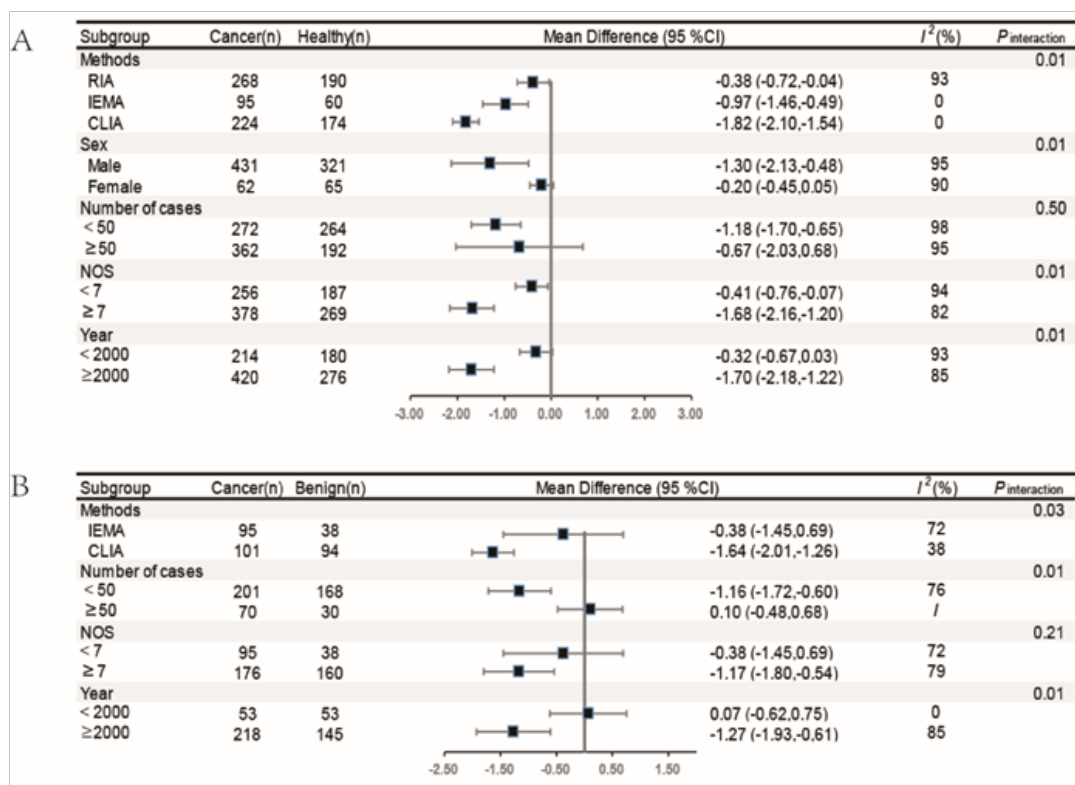 A
Subgroup Cancer(n) Healthy(n) Mean Difference (95 %CI) I²(%) P interaction
Methods 0.01
RIA 268 190 -0.38 (-0.72,-0.04) 93
IEMA 95 60 -0.97 (-1.46,-0.49) 0
CLIA 224 174 -1.82 (-2.10,-1.54) 0
Sex 0.01
Male 431 321 -1.30 (-2.13,-0.48) 95
Female 62 65 -0.20 (-0.45,0.05) 90
Number of cases 0.50
<50 272 264 -1.18 (-1.70,-0.65) 98
≥50 362 192 -0.67 (-2.03,0.68) 95
NOS 0.01
<7 256 187 -0.41 (-0.76,-0.07) 94
≥7 378 269 -1.68 (-2.16,-1.20) 82
Year 0.01
<2000 214 180 -0.32 (-0.67,0.03) 93
≥2000 420 276 -1.70 (-2.18,-1.22) 85
-3.00 -2.00 -1.00 0.00 1.00 2.00 3.00
B
Subgroup Cancer(n) Benign(n) Mean Difference (95 %CI) I²(%) P interaction
Methods 0.03
IEMA 95 38 -0.38 (-1.45,0.69) 72
CLIA 101 94 -1.64 (-2.01,-1.26) 38
Number of cases 0.01
<50 201 168 -1.16 (-1.72,-0.60) 76
≥50 70 30 0.10 (-0.48,0.68) /
NOS 0.21
<7 95 38 -0.38 (-1.45,0.69) 72
≥7 176 160 -1.17 (-1.80,-0.54) 79
Year 0.01
<2000 53 53 0.07 (-0.62,0.75) 0
≥2000 218 145 -1.27 (-1.93,-0.61) 85
-2.50 -1.50 -0.50 0.50 1.50